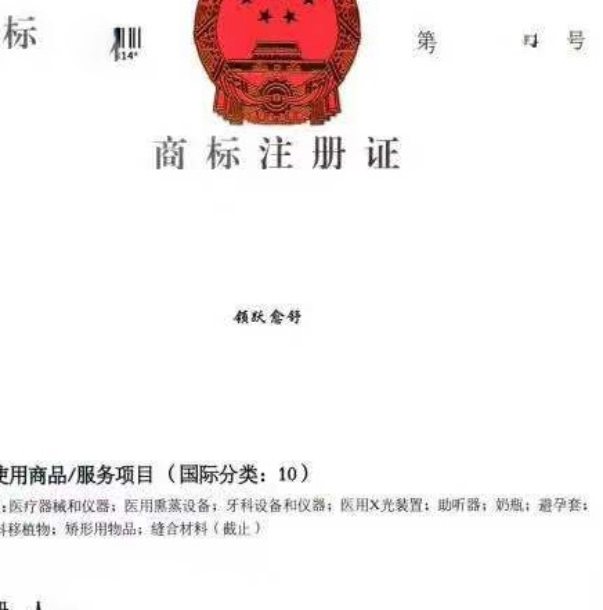 标
第 号
商标注册证
领跃愈舒
使用商品/服务项目（国际分类：10）
：医疗器械和仪器；医用熏蒸设备；牙科设备和仪器；医用X光装置；助听器；奶瓶；避孕套；
科移植物；矫形用物品；缝合材料（截止）